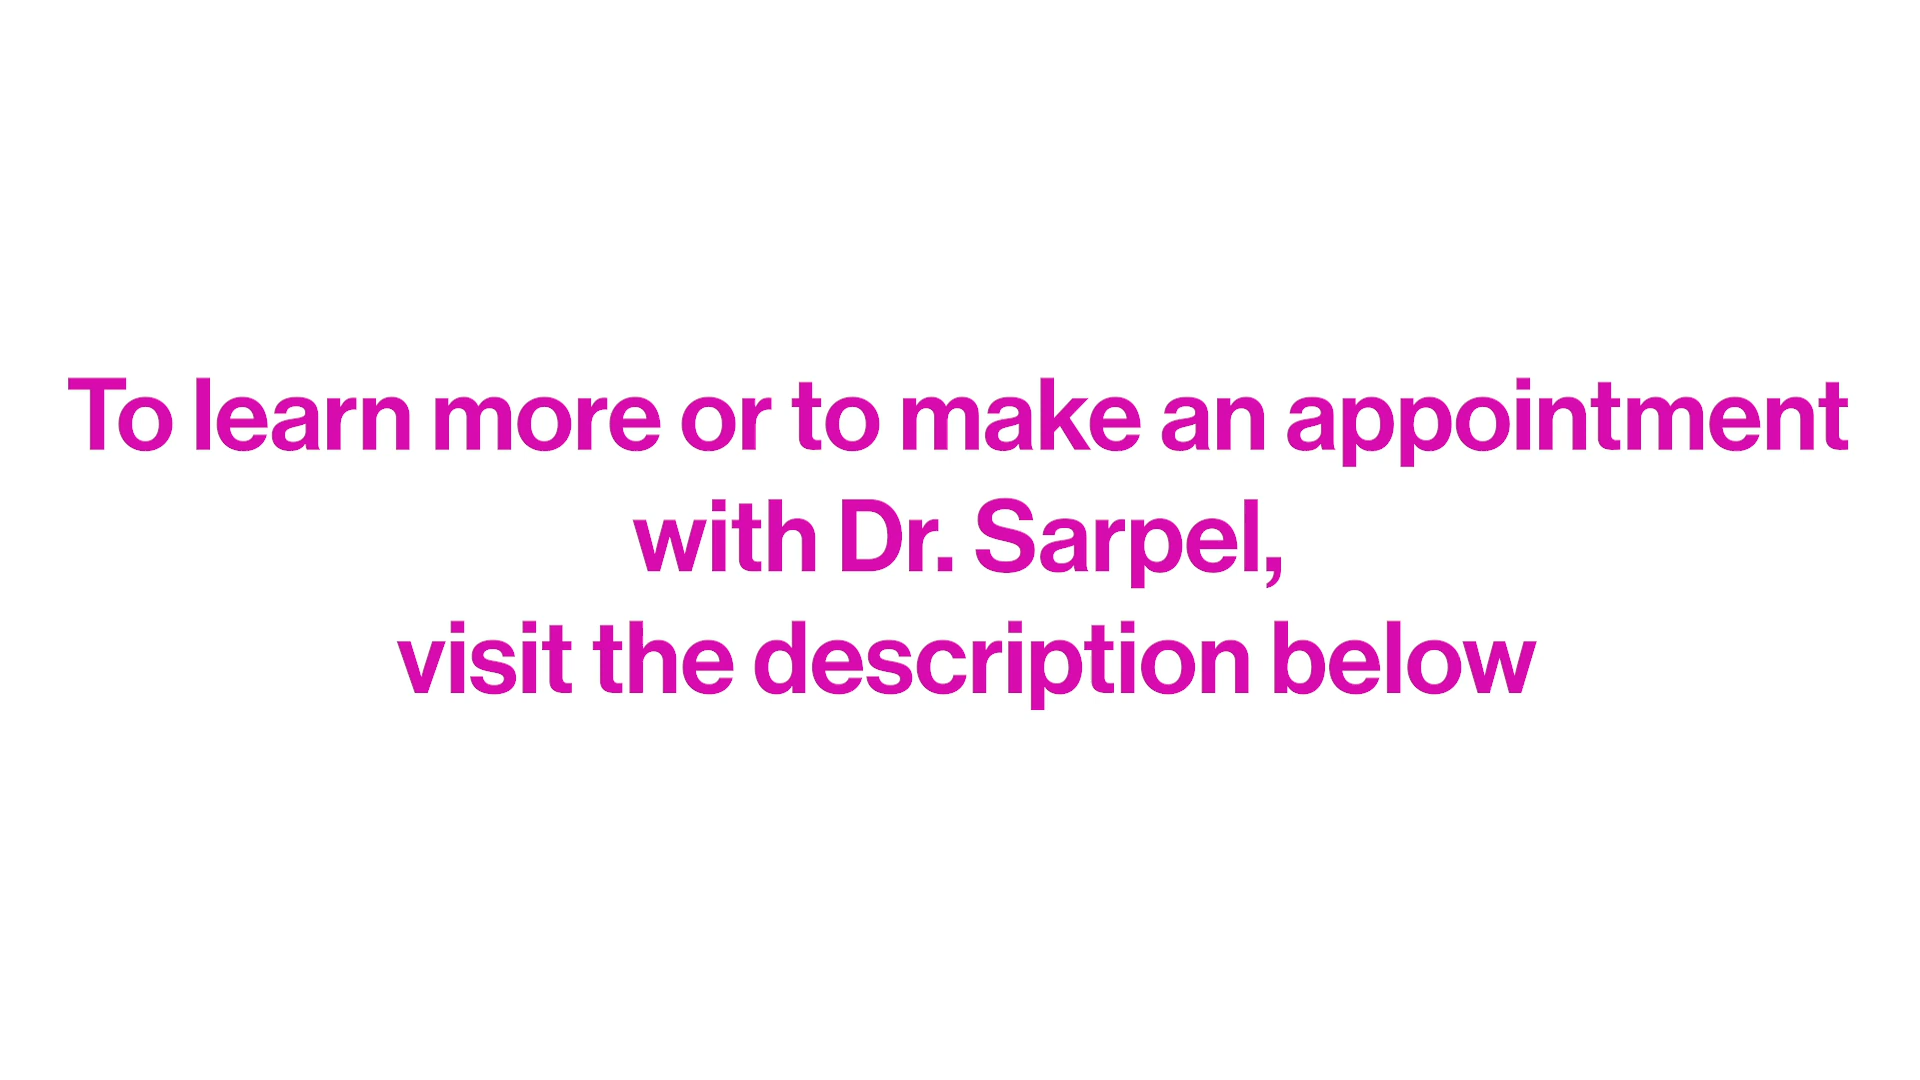 To learn more or to make an appointment
with Dr. Sarpel,
visit the description below